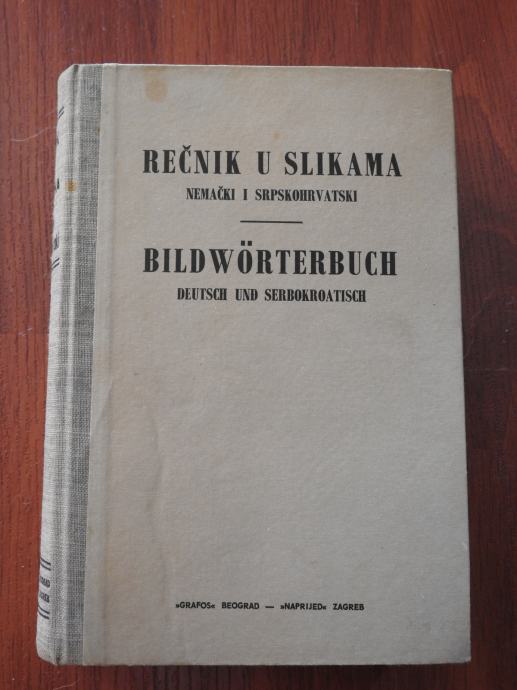 REČNIK U SLIKAMA
NEMAČKI I SRPSKOHRVATSKI
BILDWÖRTERBUCH
DEUTSCH UND SERBOKROATISCH
»GRAFOS« BEOGRAD — »NAPRIJED« ZAGREB